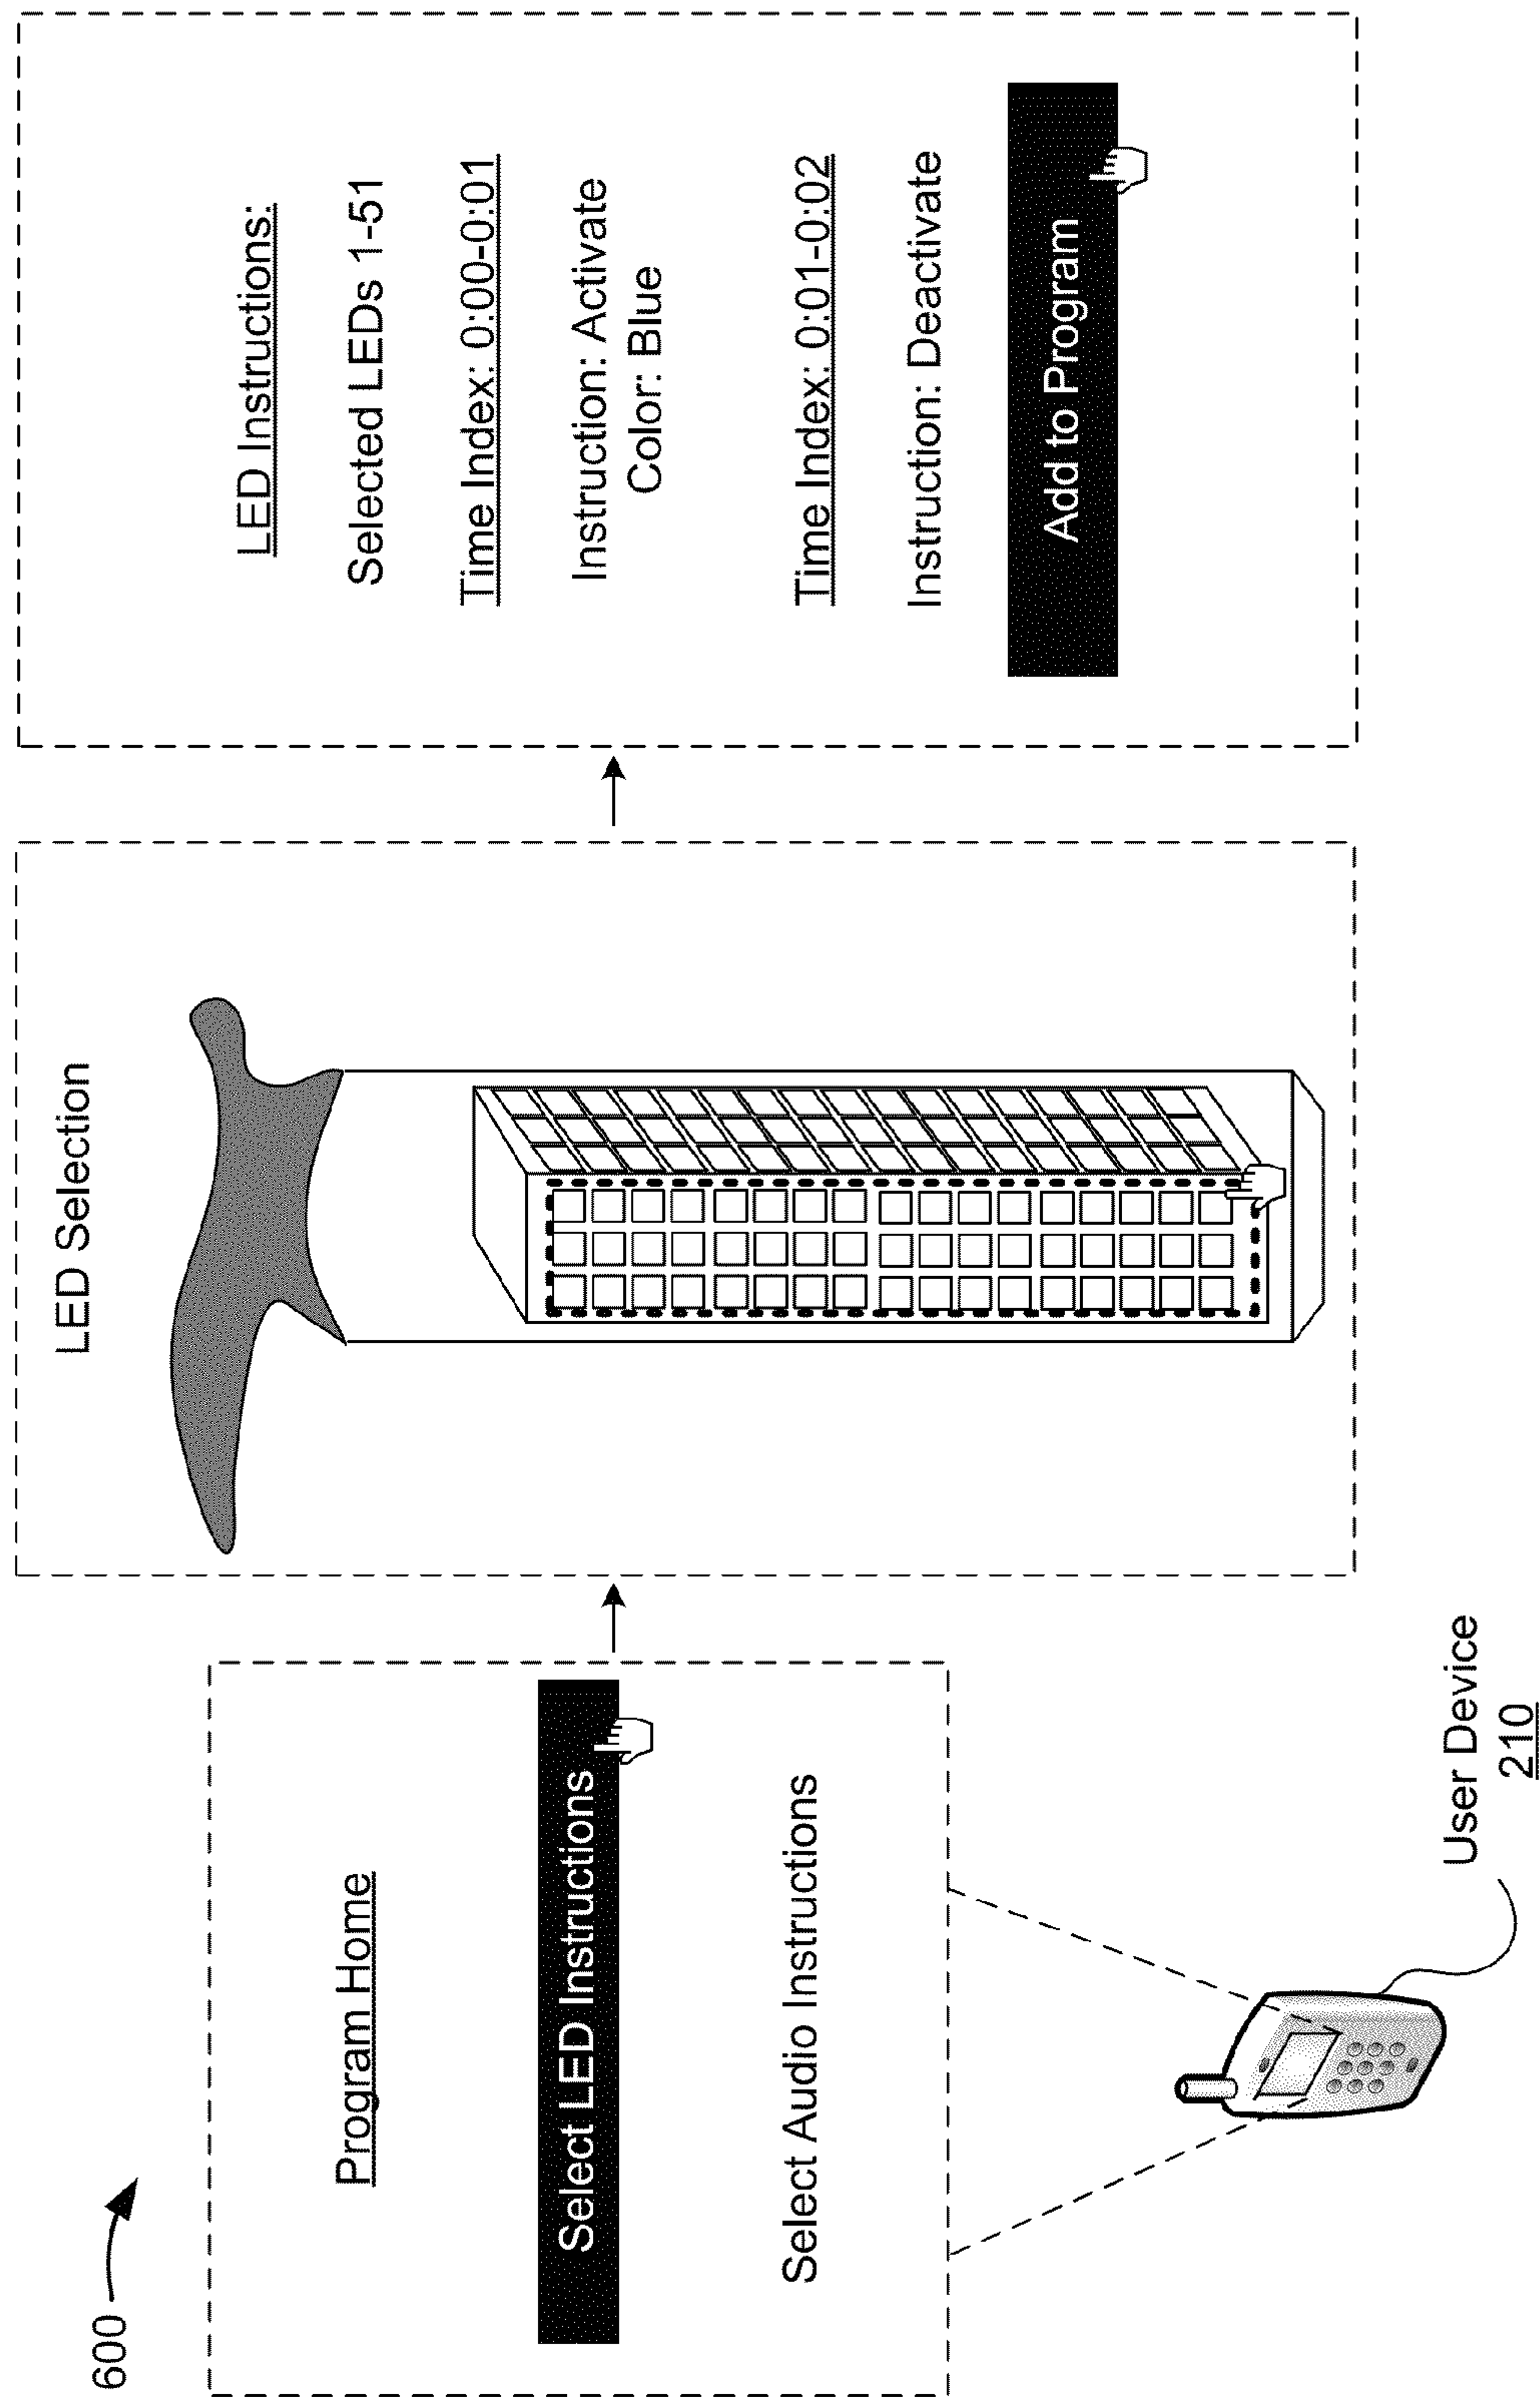 600
Program Home
Select LED Instructions
Select Audio Instructions
User Device
210
LED Selection
LED Instructions:
Selected LEDs 1-51
Time Index: 0:00-0:01
Instruction: Activate
Color: Blue
Time Index: 0:01-0:02
Instruction: Deactivate
Add to Program